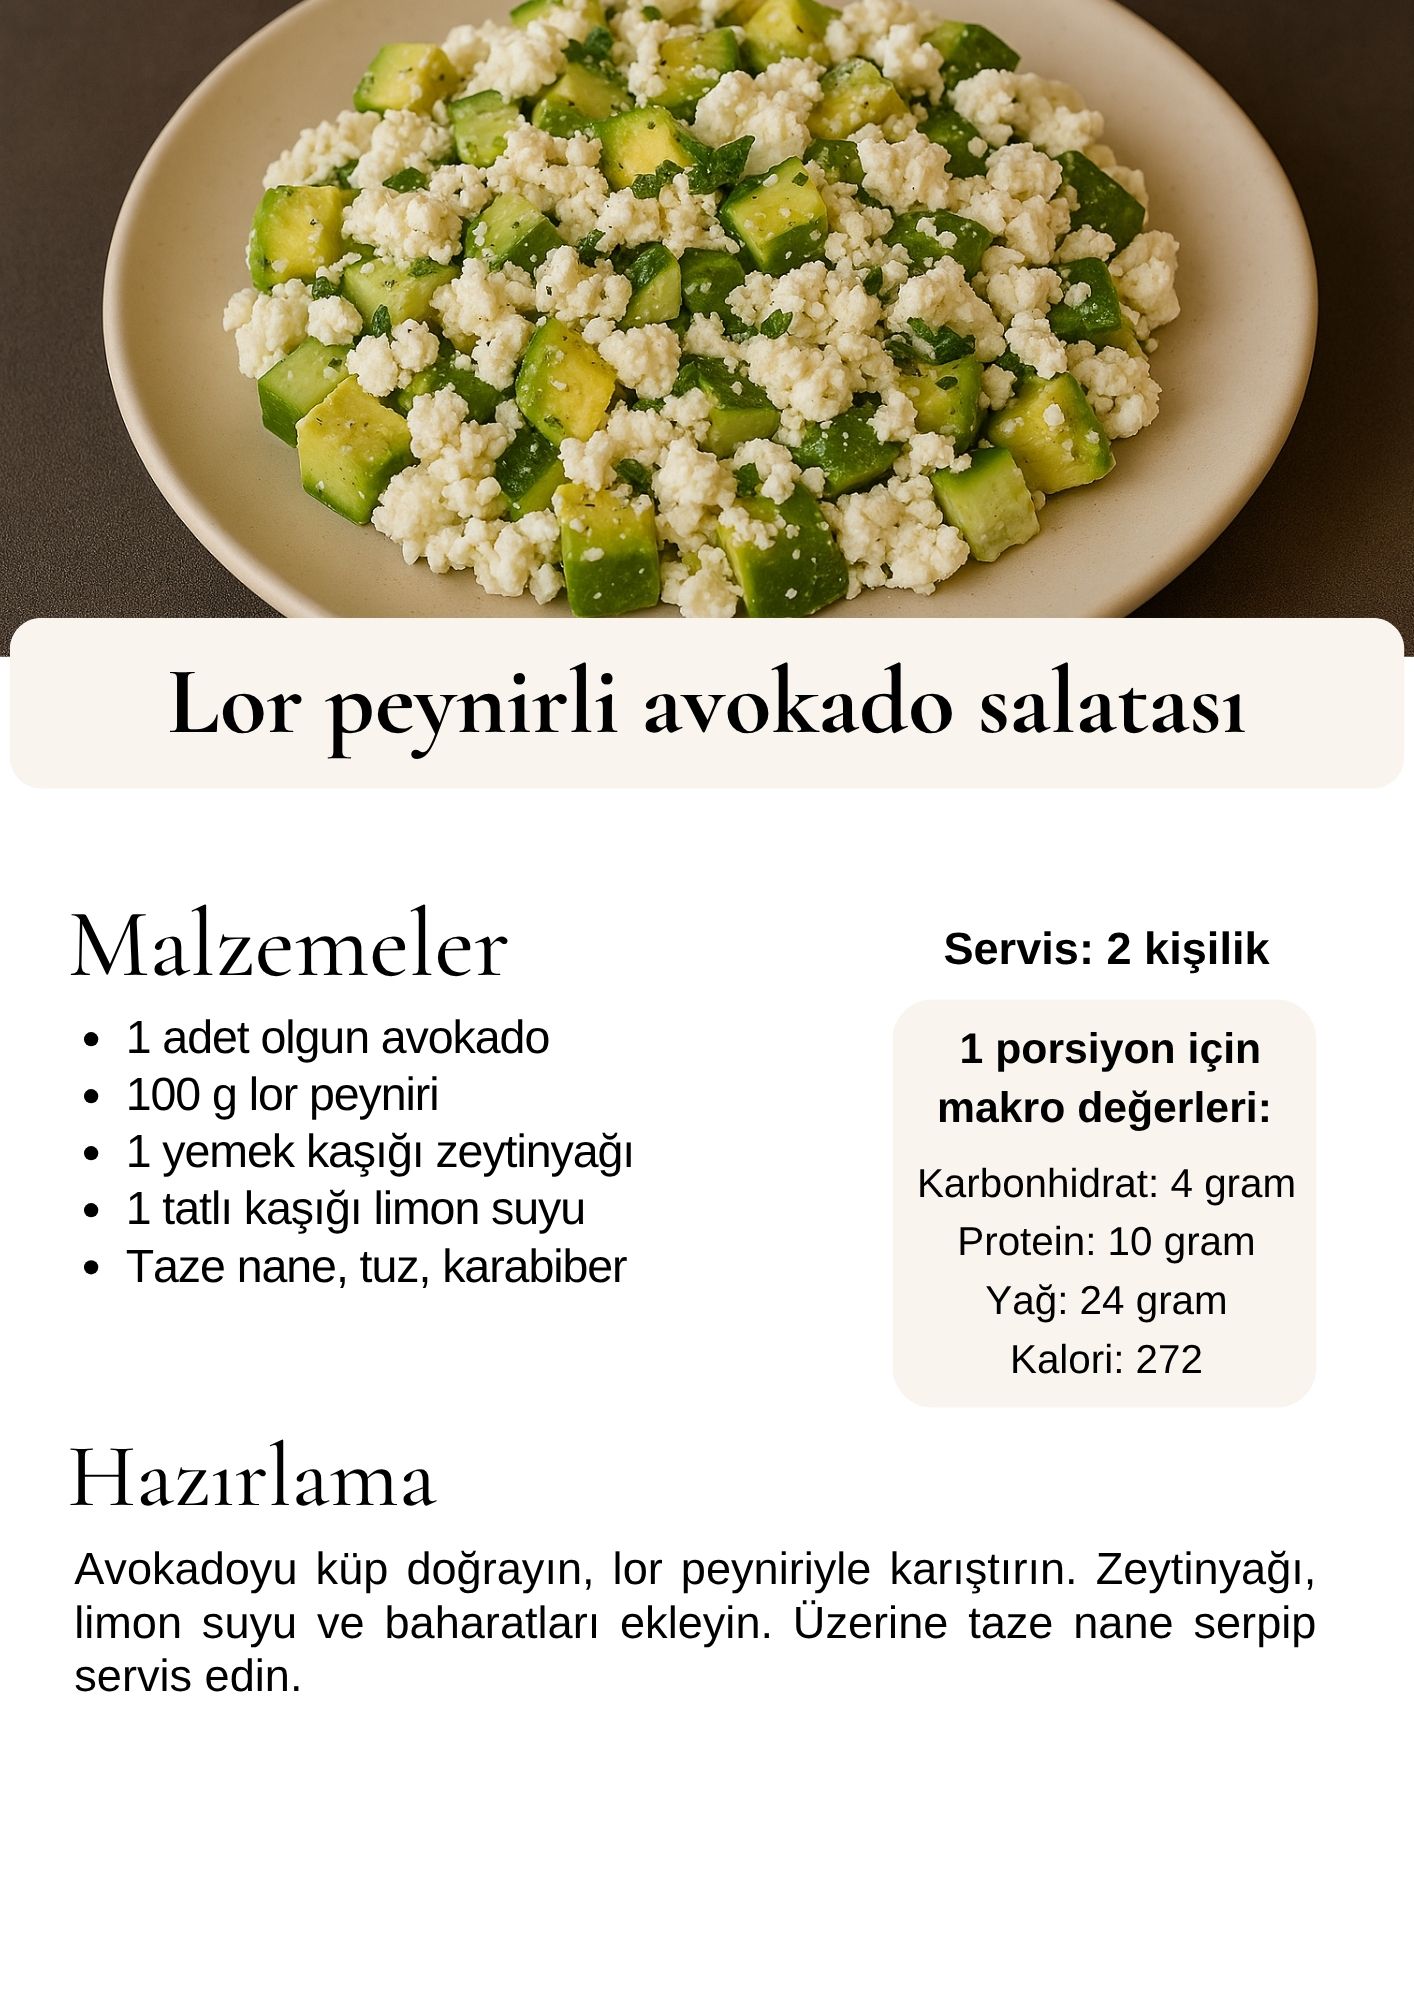 Lor peynirli avokado salatası
Malzemeler
1 adet olgun avokado
100 g lor peyniri
1 yemek kaşığı zeytinyağı
1 tatlı kaşığı limon suyu
Taze nane, tuz, karabiber
Servis: 2 kişilik
1 porsiyon için
makro değerleri:
Karbonhidrat: 4 gram
Protein: 10 gram
Yağ: 24 gram
Kalori: 272
Hazırlama
Avokadoyu küp doğrayın, lor peyniriyle karıştırın. Zeytinyağı,
limon suyu ve baharatları ekleyin. Üzerine taze nane serpip
servis edin.